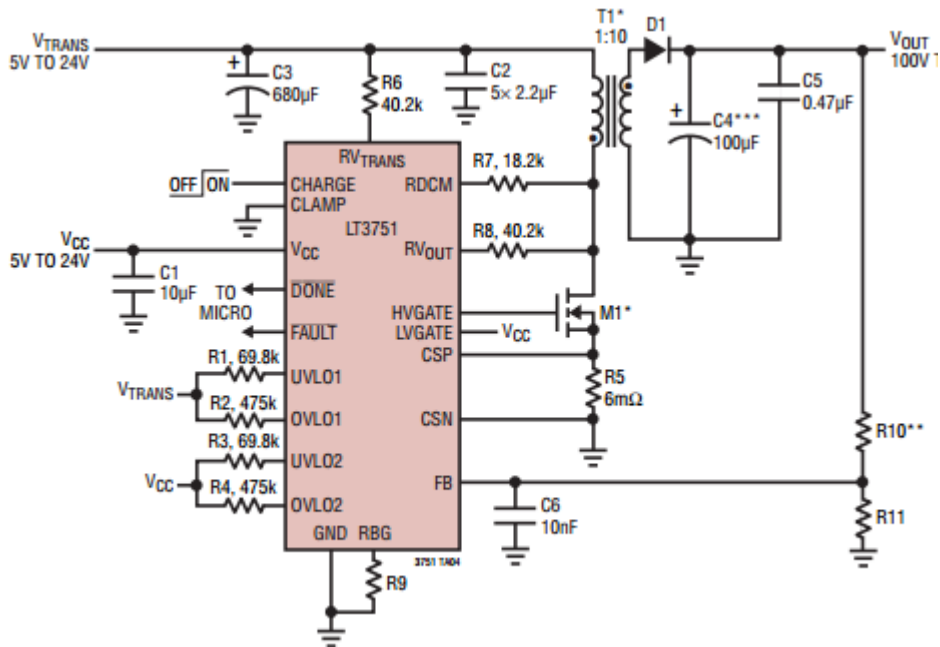 T1*
1:10
D1
VTRANS
5V TO 24V
VOUT
100V T
C3
680µF
R6
40.2k
C2
5× 2.2µF
C4***
100µF
C5
0.47µF
RVTRANS
R7, 18.2k
OFF ON
CHARGE
RDCM
CLAMP
LT3751
R8, 40.2k
VCC
5V TO 24V
VCC
RVOUT
C1
10µF
TO
MICRO
DONE
HVGATE
M1*
FAULT
LVGATE
VCC
CSP
R1, 69.8k
UVLO1
R5
6mΩ
VTRANS
R2, 475k
OVLO1
CSN
R3, 69.8k
UVLO2
R10**
VCC
R4, 475k
OVLO2
FB
C6
10nF
R11
GND
RBG
3751 TA04
R9